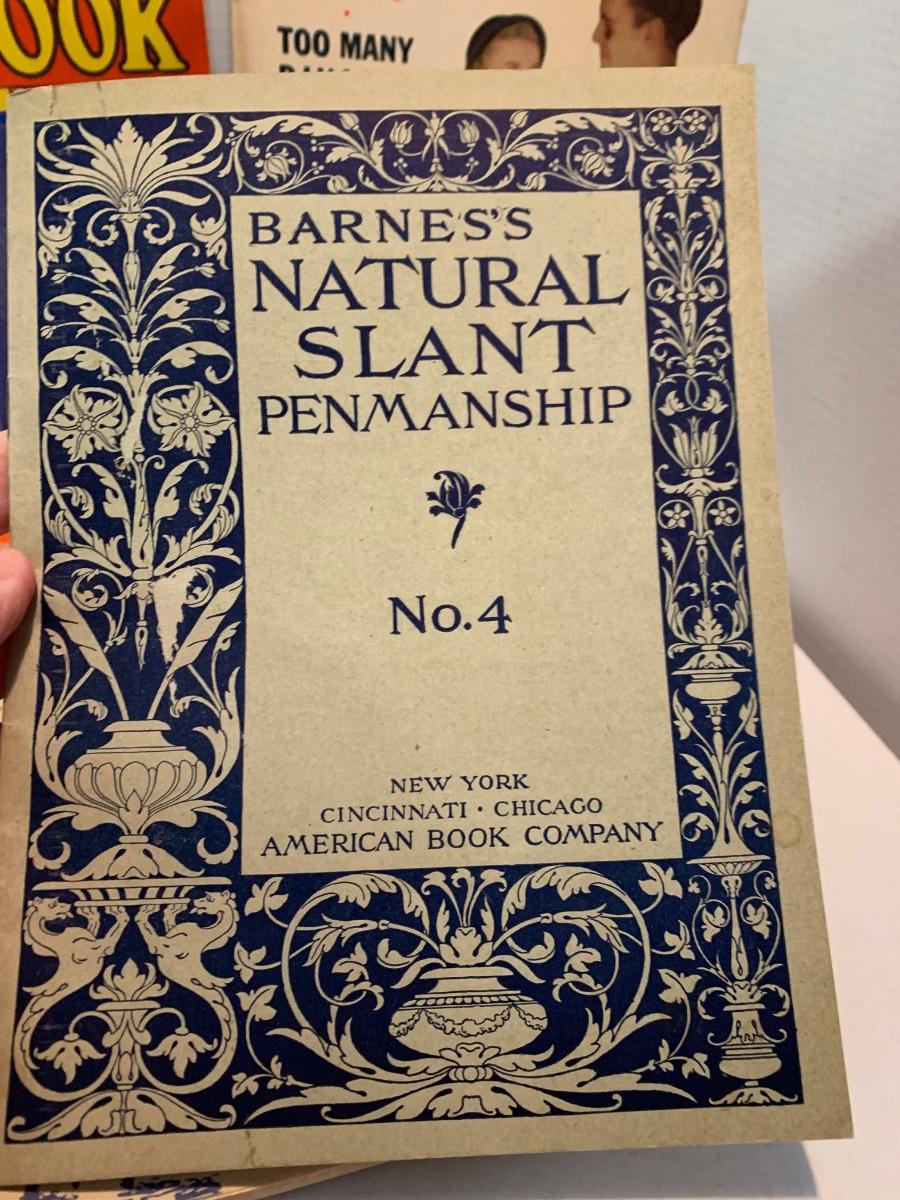 OOK
TOO MANY
BARNES'S
NATURAL
SLANT
PENMANSHIP
No. 4
NEW YORK
CINCINNATI · CHICAGO
AMERICAN BOOK COMPANY